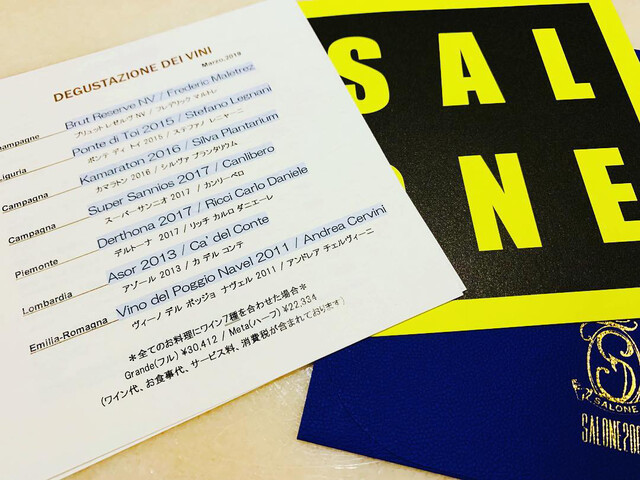 DEGUSTAZIONE DEI VINI
Marzo,2019
Brut Reserve NV / Frederic Maletrez
ブリュット レゼルヴ NV / フレデリック マルトレ
Champagne
Ponte di Toi 2015 / Stefano Legnani
ポンテ ディ トイ 2015 / ステファノ レニャーニ
Liguria
Kamaraton 2016 / Silva Plantarium
カマラトン 2016 / シルヴァ プランタリウム
Campagna
Super Sannios 2017 / Canlibero
スーパーサンニオ 2017 / カンリーベロ
Campagna
Derthona 2017 / Ricci Carlo Daniele
デルトーナ 2017 / リッチ カルロ ダニエーレ
Piemonte
Asor 2013 / Ca' del Conte
アゾール 2013 / カ デル コンテ
Lombardia
Vino del Poggio Navel 2011 / Andrea Cervini
ヴィーノ デル ポッジョ ナヴェル 2011 / アンドレア チェルヴィーニ
Emilia-Romagna
＊全てのお料理にワイン7種を合わせた場合＊
Grande(フル) ¥30,412 / Meta(ハーフ) ¥22,334
(ワイン代、お食事代、サービス料、消費税が含まれております)
SAL
ONE
S
SALONE
SALONE200